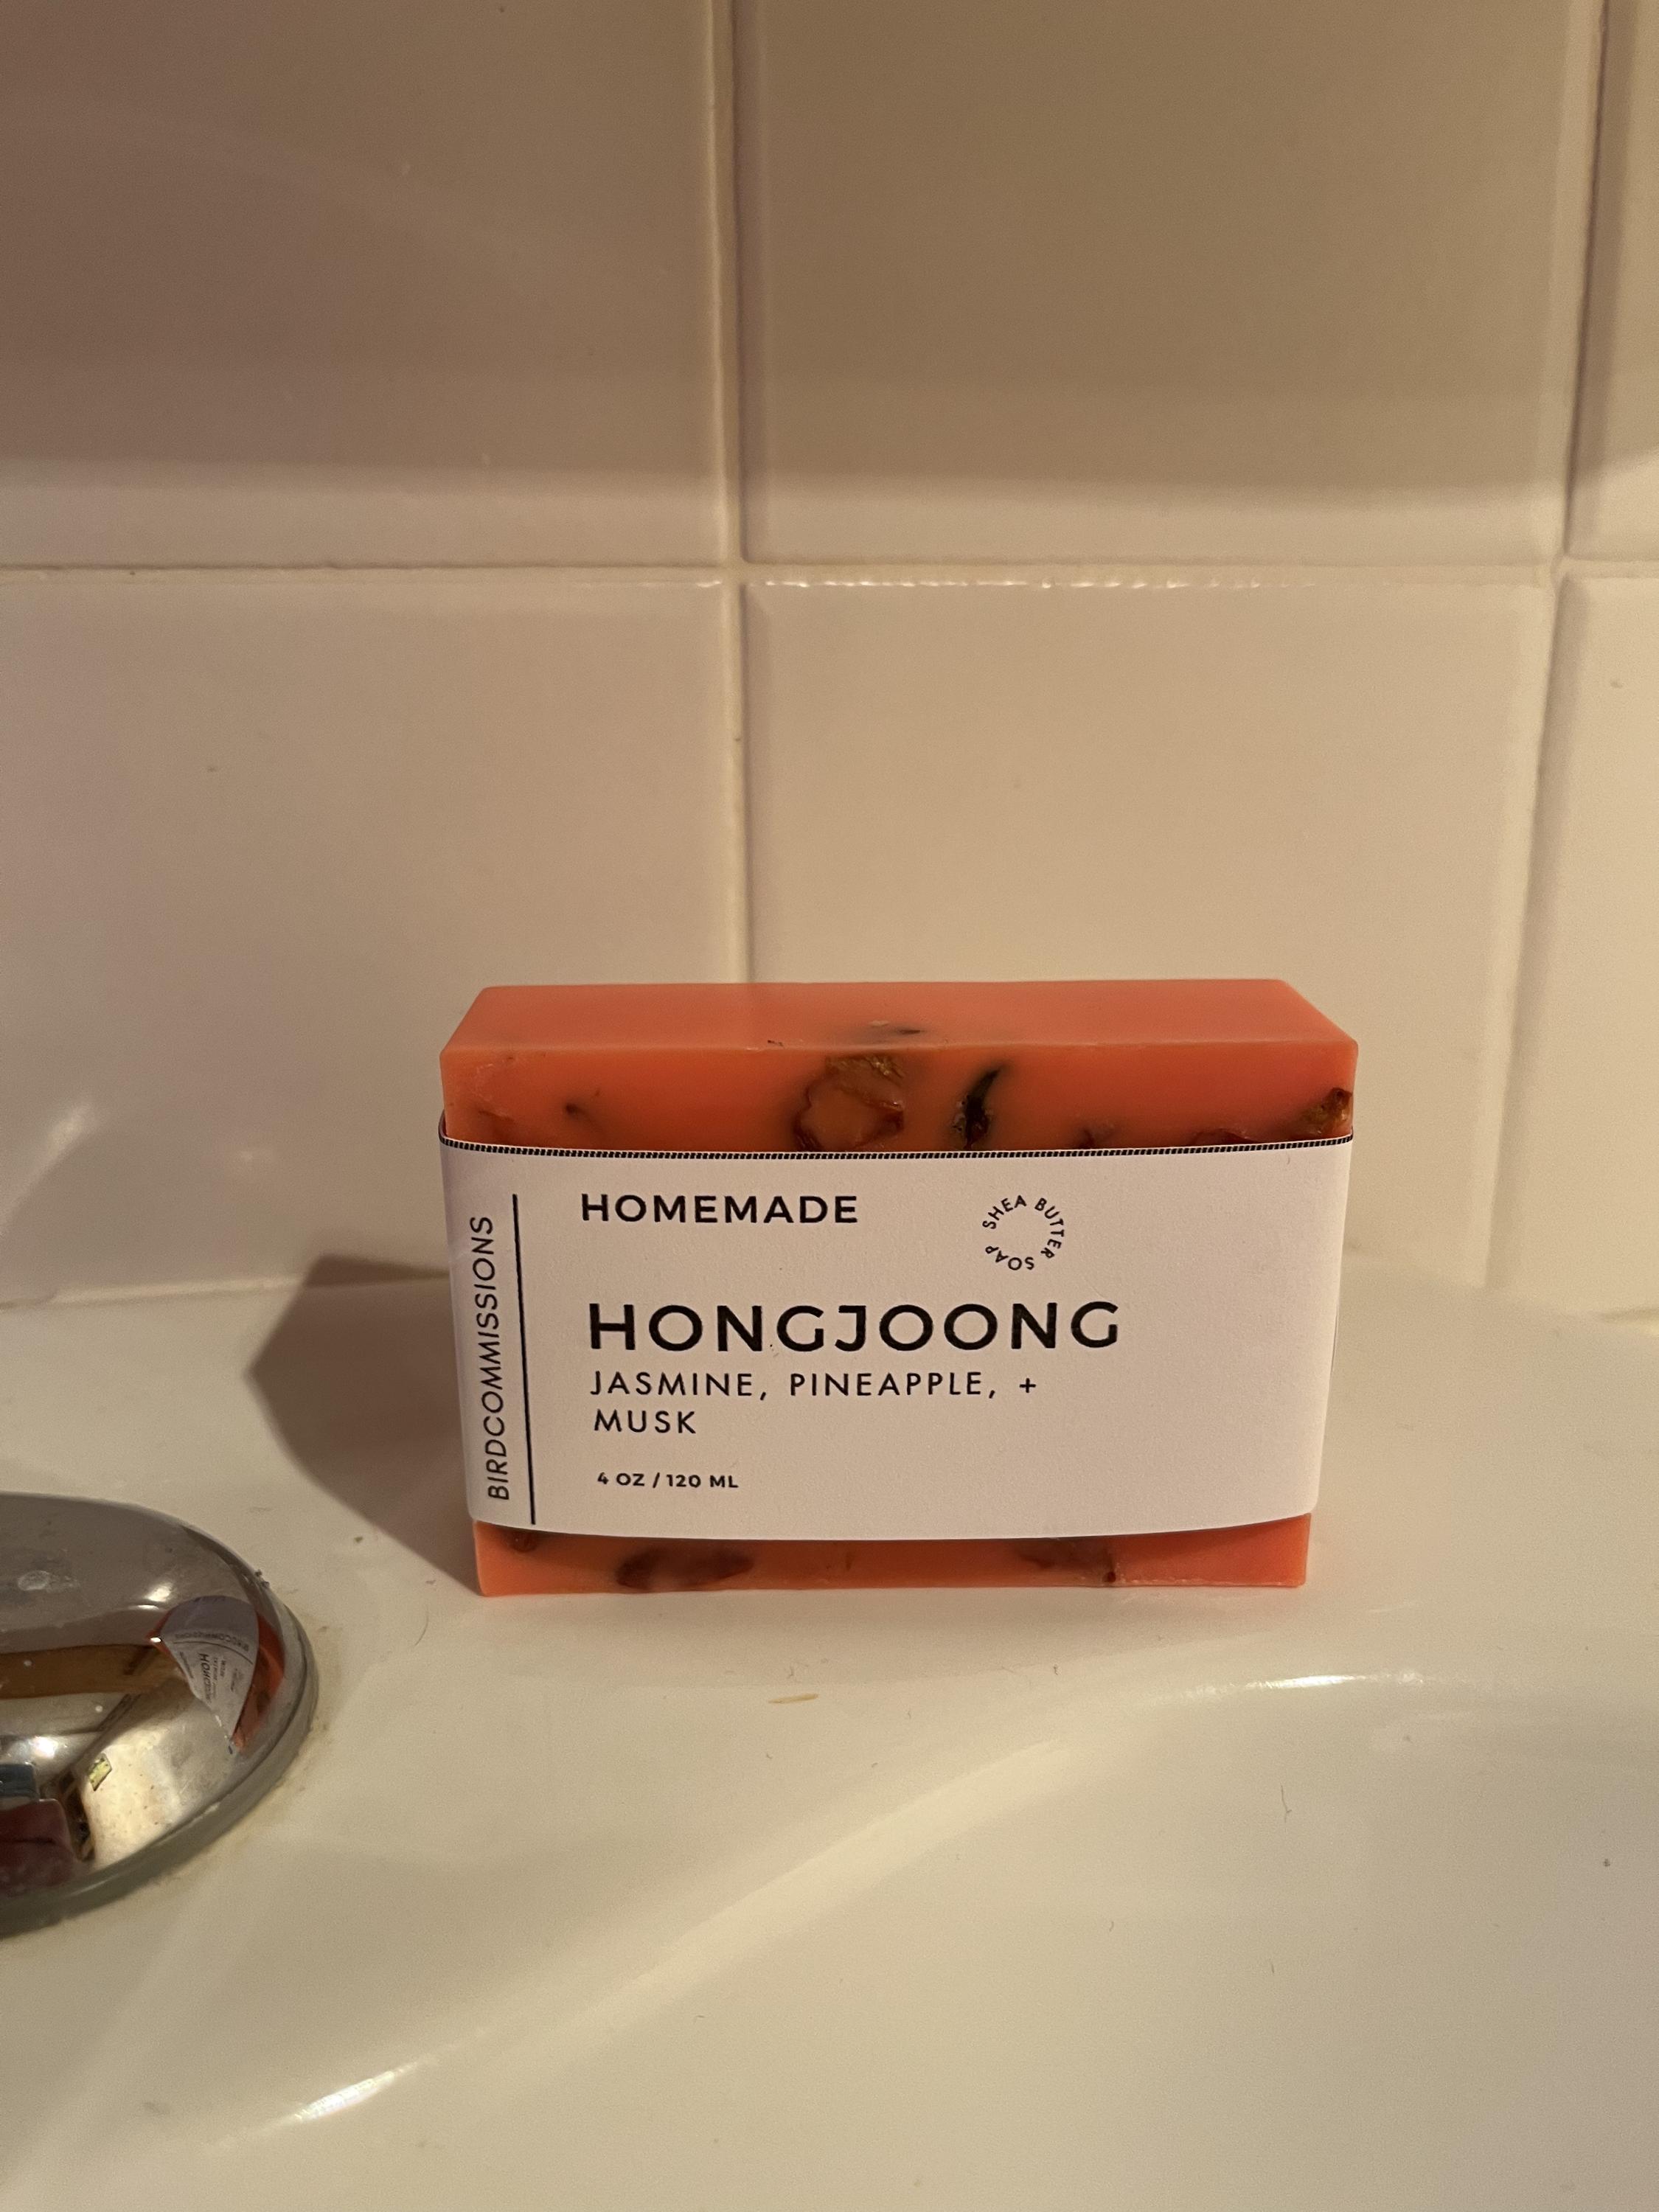 BIRDCOMMISSIONS
HOMEMADE
SHEA BUTTER SOAP
HONGJOONG
JASMINE, PINEAPPLE, +
MUSK
4 OZ / 120 ML